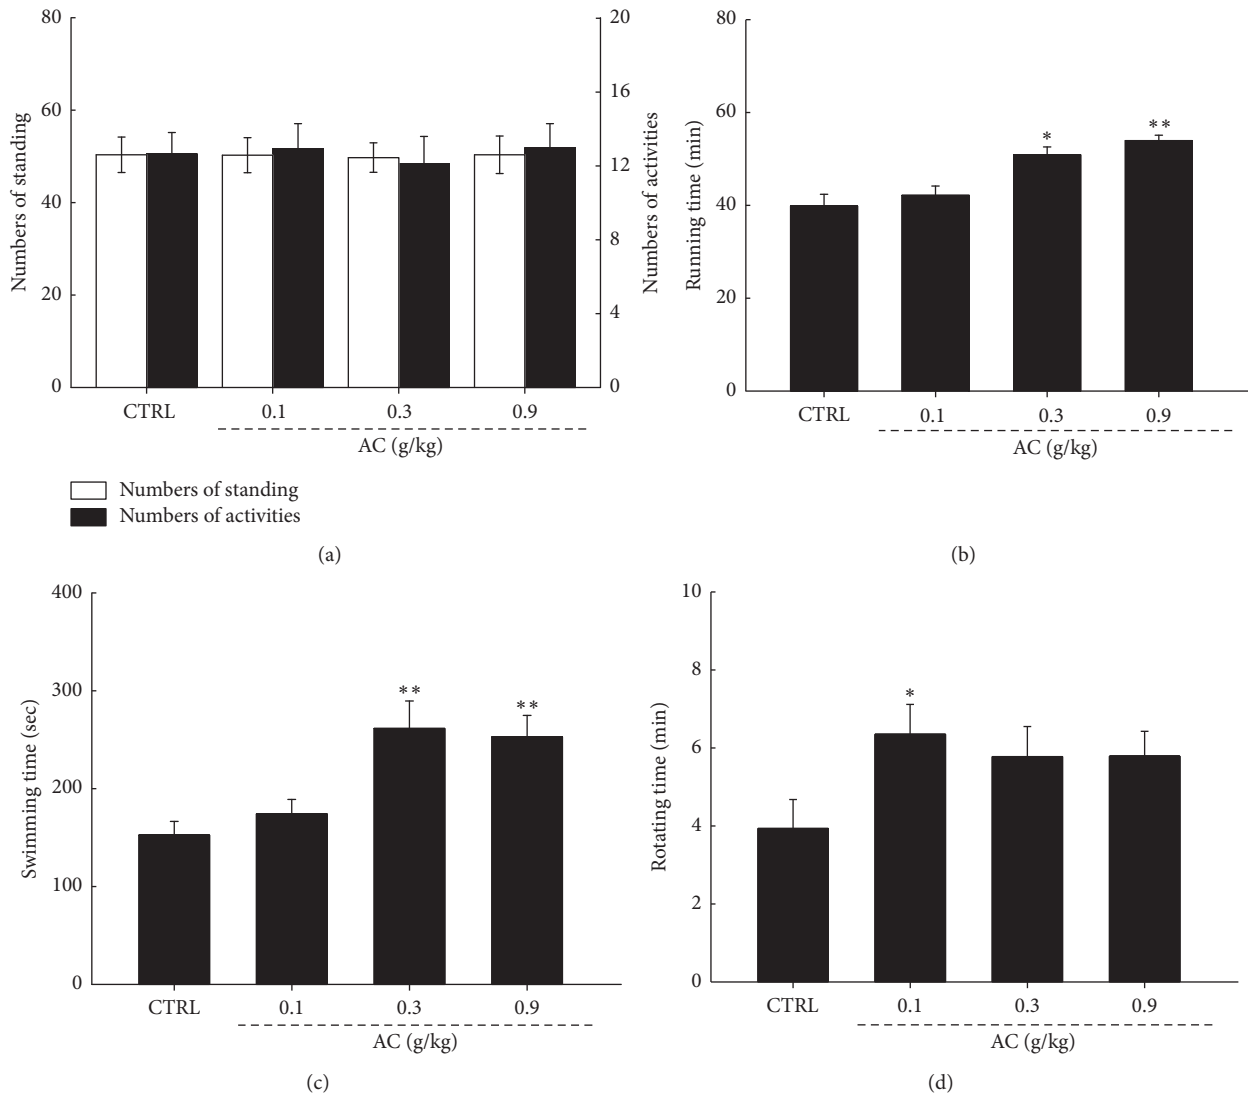 80
60
40
20
0
Numbers of standing
20
16
12
8
4
0
Numbers of activities
CTRL 0.1 0.3 0.9
AC (g/kg)
Numbers of standing
Numbers of activities
(a)
80
60
40
20
0
Running time (min)
*
**
CTRL 0.1 0.3 0.9
AC (g/kg)
(b)
400
300
200
100
0
Swimming time (sec)
**
**
CTRL 0.1 0.3 0.9
AC (g/kg)
(c)
10
8
6
4
2
0
Rotating time (min)
*
CTRL 0.1 0.3 0.9
AC (g/kg)
(d)